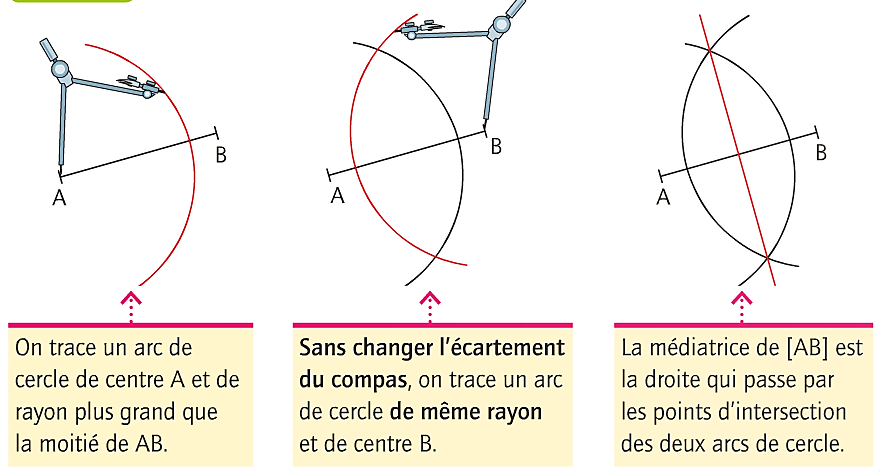 A
B
A
B
A
B
On trace un arc de
cercle de centre A et de
rayon plus grand que
la moitié de AB.
Sans changer l'écartement
du compas, on trace un arc
de cercle de même rayon
et de centre B.
La médiatrice de [AB] est
la droite qui passe par
les points d'intersection
des deux arcs de cercle.